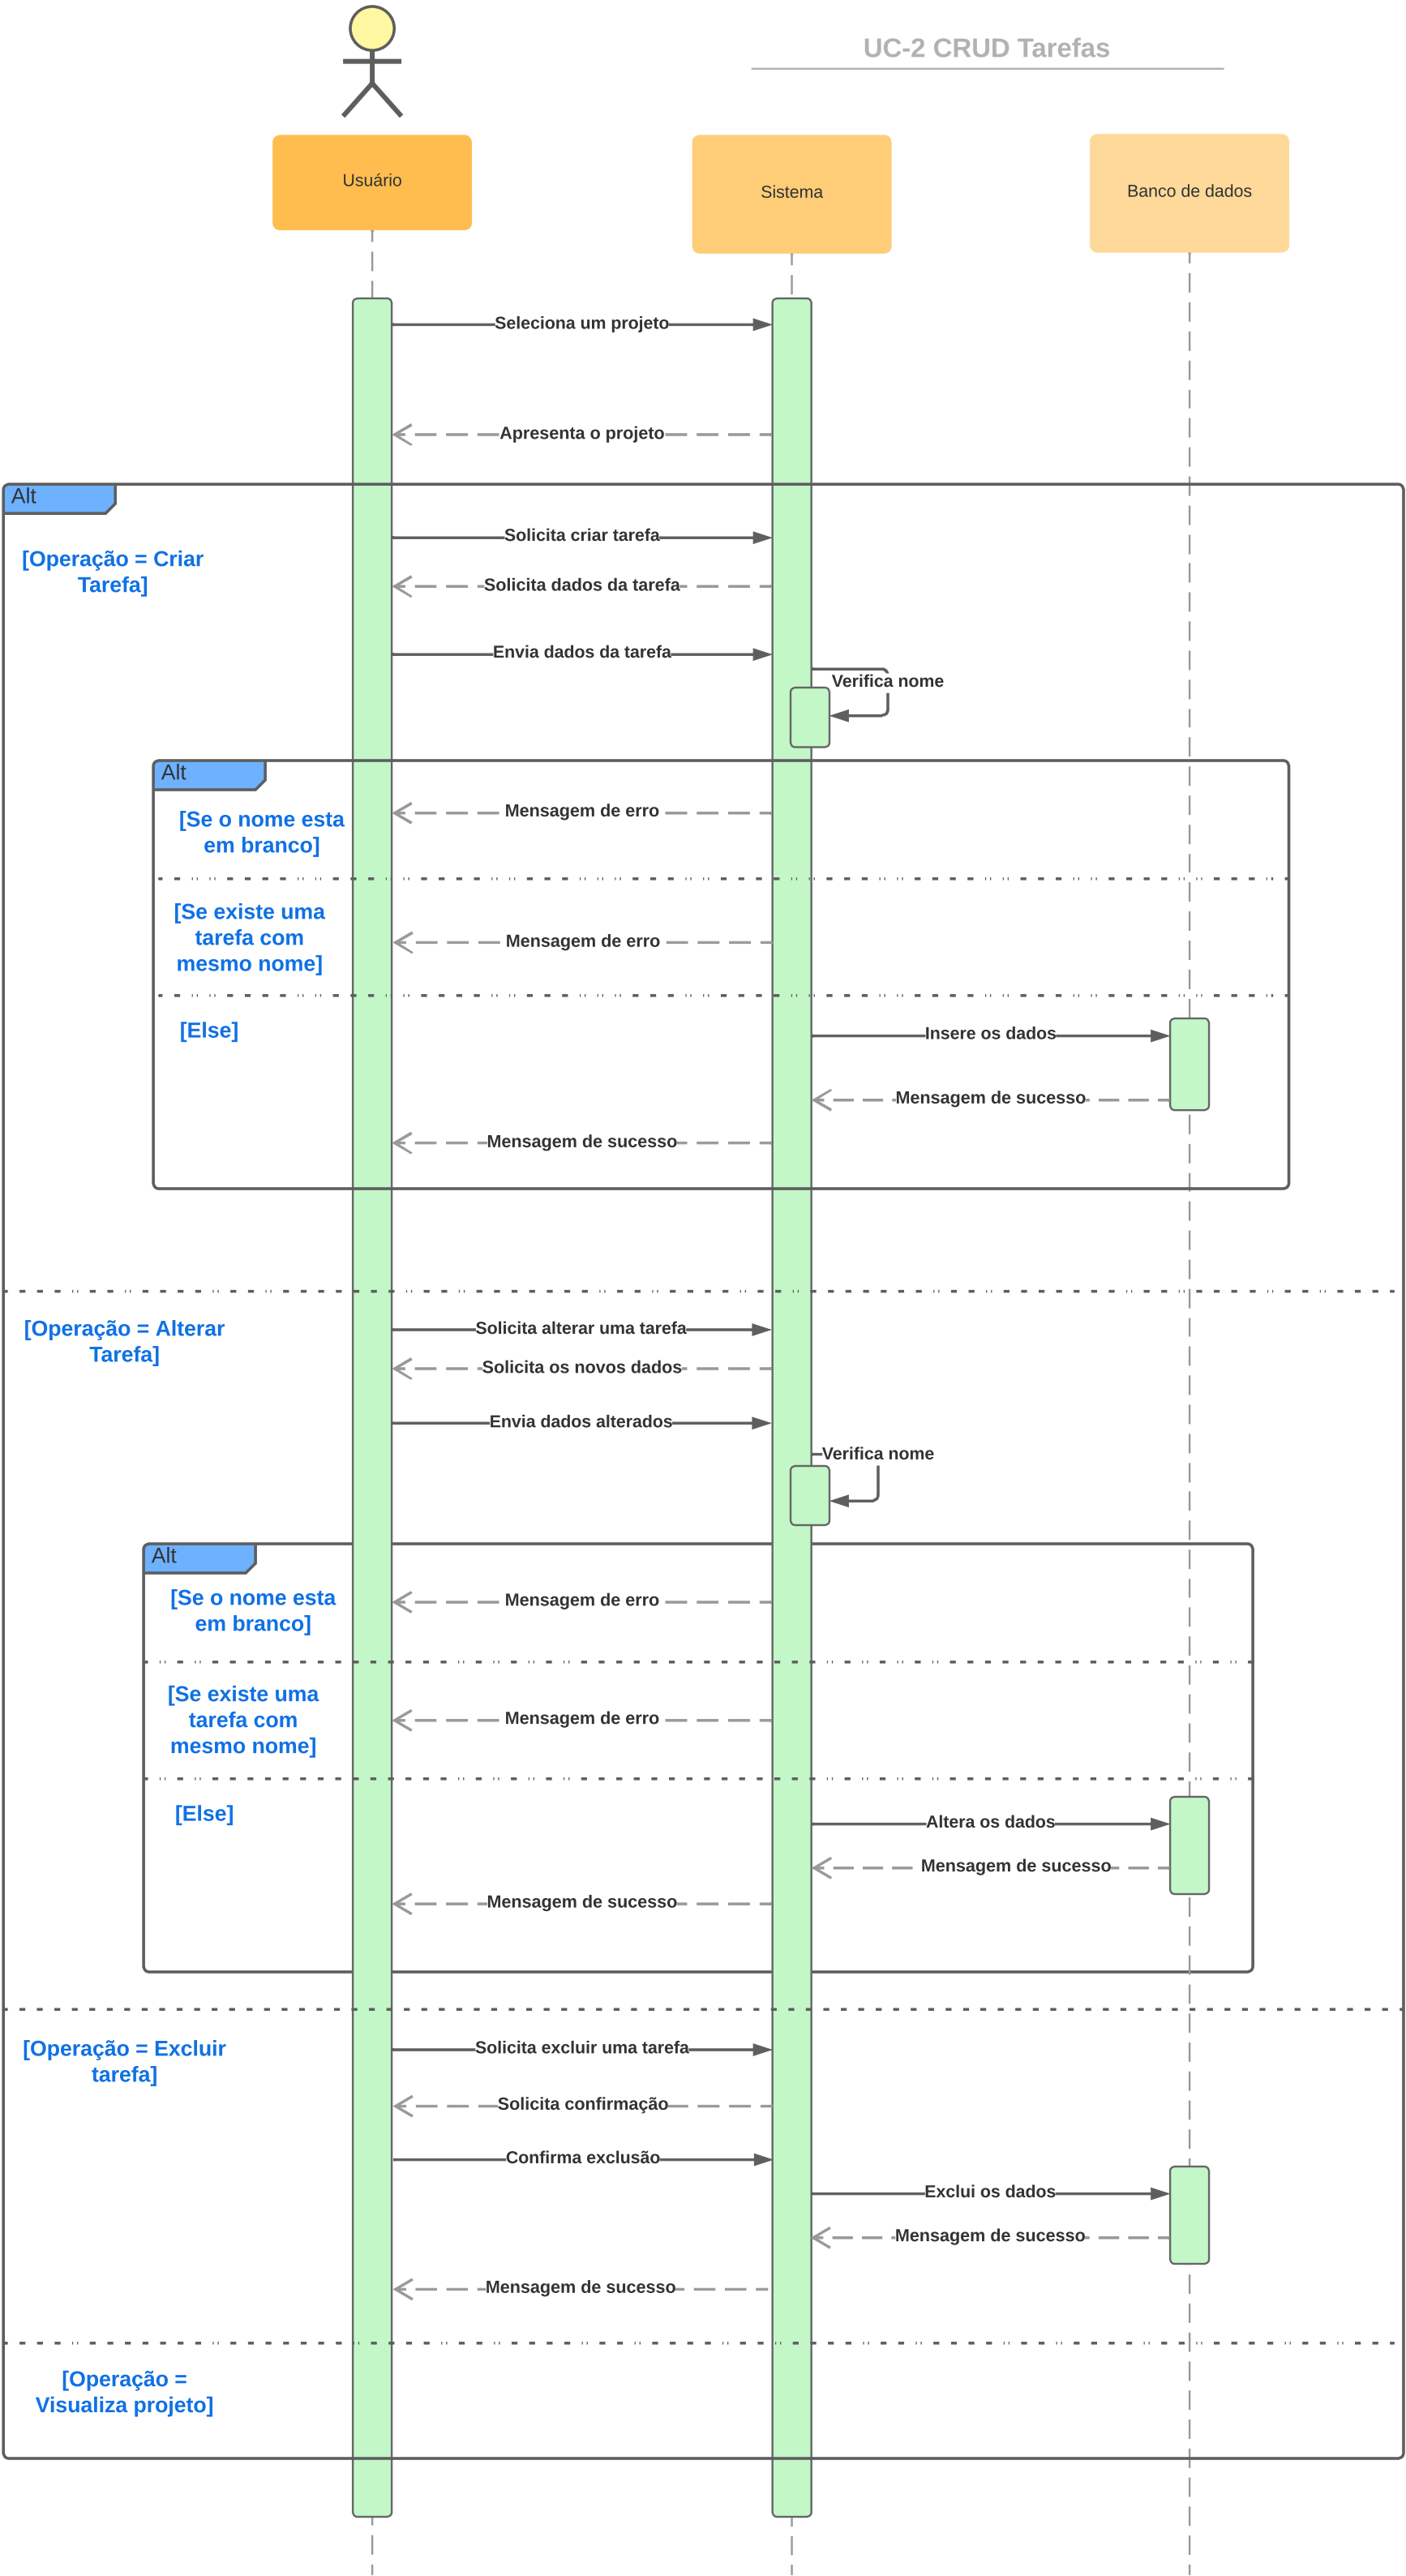 UC-2 CRUD Tarefas
Usuário
Sistema
Banco de dados
Seleciona um projeto
Apresenta o projeto
Alt
Solicita criar tarefa
[Operação = Criar
Tarefa]
Solicita dados da tarefa
Envia dados da tarefa
Verifica nome
Alt
Mensagem de erro
[Se o nome esta
em branco]
[Se existe uma
tarefa com
mesmo nome]
Mensagem de erro
[Else]
Insere os dados
Mensagem de sucesso
Mensagem de sucesso
[Operação = Alterar
Tarefa]
Solicita alterar uma tarefa
Solicita os novos dados
Envia dados alterados
Verifica nome
Alt
[Se o nome esta
em branco]
Mensagem de erro
[Se existe uma
tarefa com
mesmo nome]
Mensagem de erro
[Else]
Altera os dados
Mensagem de sucesso
Mensagem de sucesso
[Operação = Excluir
tarefa]
Solicita excluir uma tarefa
Solicita confirmação
Confirma exclusão
Exclui os dados
Mensagem de sucesso
Mensagem de sucesso
[Operação =
Visualiza projeto]